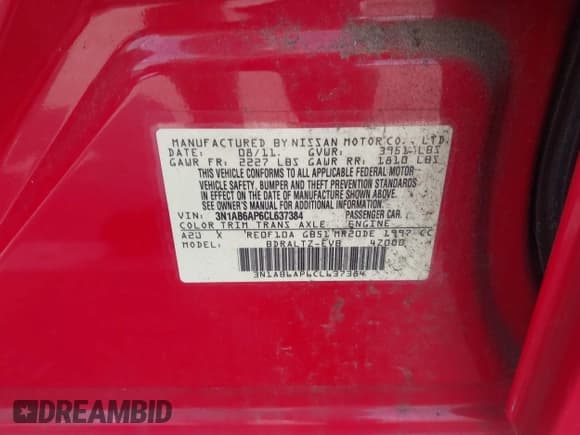 MANUFACTURED BY NISSAN MOTOR CO., LTD.
DATE: 08/11. GVWR: 3951 LBS
GAWR FR: 2227 LBS GAWR RR: 1810 LBS
THIS VEHICLE CONFORMS TO ALL APPLICABLE FEDERAL MOTOR
VEHICLE SAFETY, BUMPER AND THEFT PREVENTION STANDARDS
IN EFFECT ON THE DATE OF MANUFACTURE SHOWN ABOVE.
SEE OWNER'S MANUAL FOR FURTHER INFORMATION
VIN: 3N1AB6AP6CL637384 PASSENGER CAR
COLOR TRIM TRANS AXLE ENGINE
A20 X RE0F10A GB51 MR20DE 1997 CC
MODEL: BDRALTZ-EVB 42000
3N1AB6AP6CL637384
DREAMBID